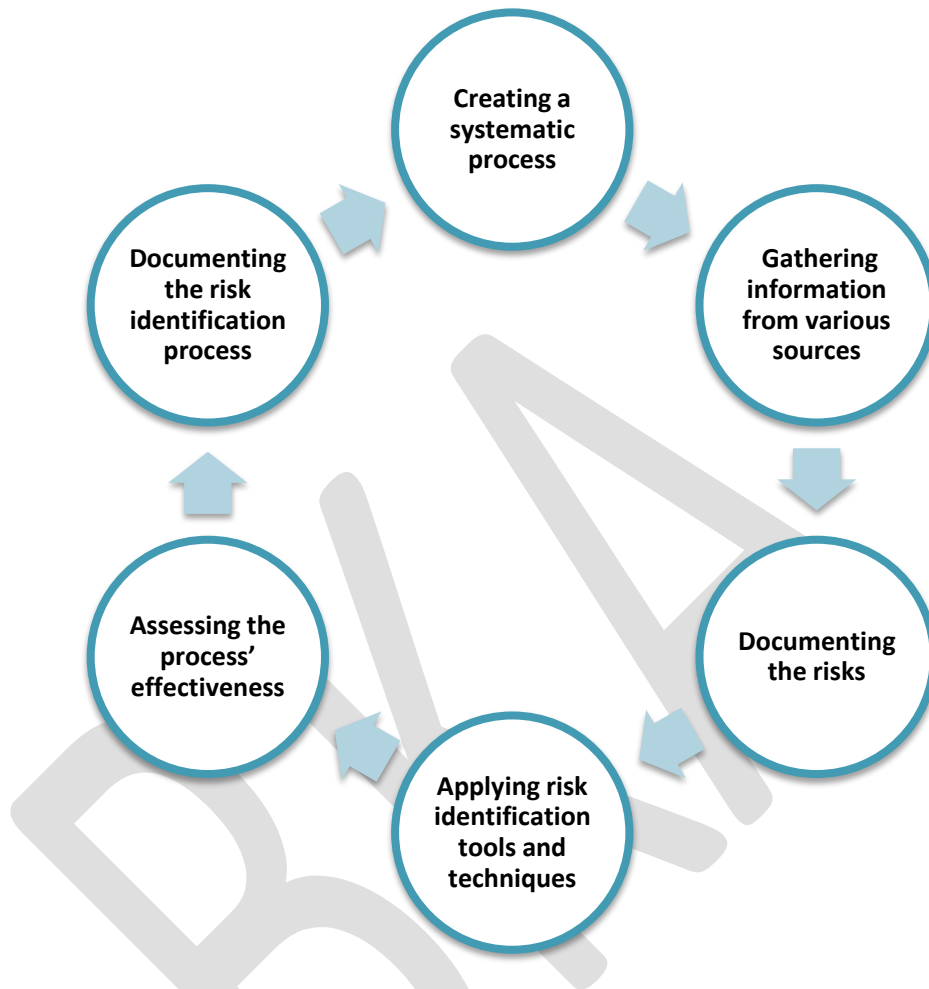 Creating a
systematic
process
Gathering
information
from various
sources
Documenting
the risks
Applying risk
identification
tools and
techniques
Assessing the
process’
effectiveness
Documenting
the risk
identification
process